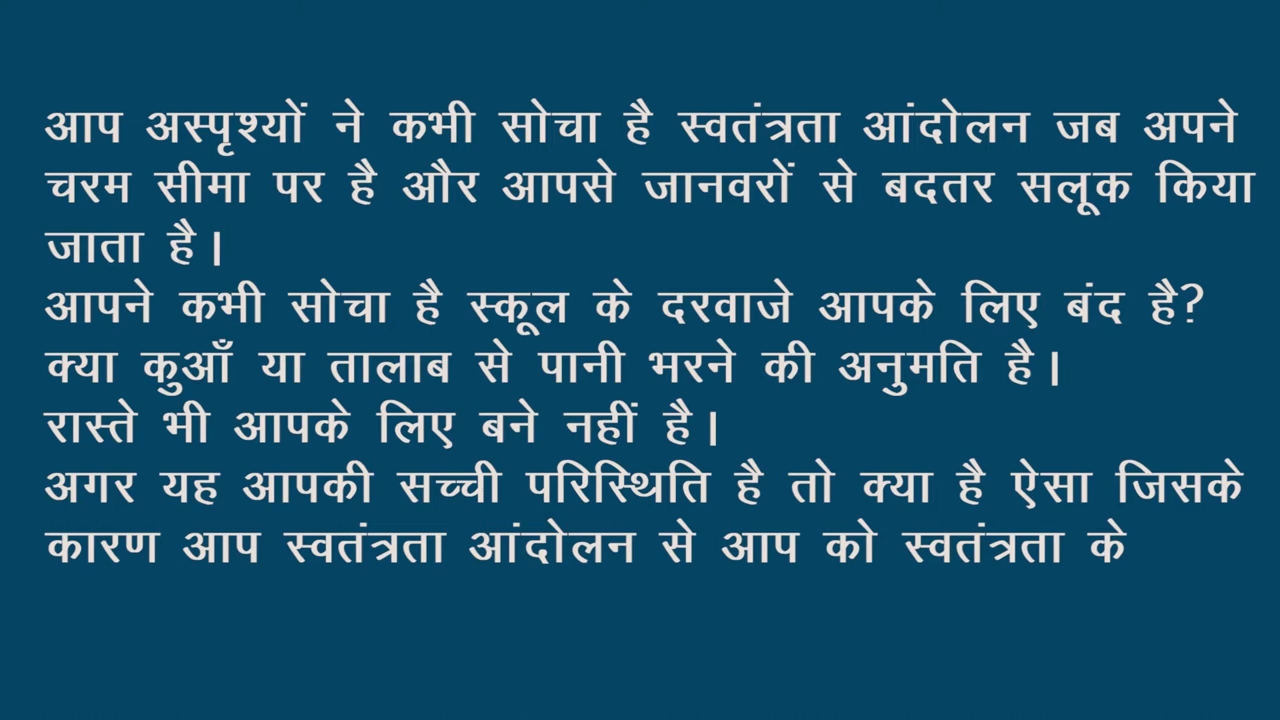 आप अस्पृश्यों ने कभी सोचा है स्वतंत्रता आंदोलन जब अपने
चरम सीमा पर है और आपसे जानवरों से बदतर सलूक किया
जाता है।
आपने कभी सोचा है स्कूल के दरवाजे आपके लिए बंद है?
क्या कुआँ या तालाब से पानी भरने की अनुमति है।
रास्ते भी आपके लिए बने नहीं है।
अगर यह आपकी सच्ची परिस्थिति है तो क्या है ऐसा जिसके
कारण आप स्वतंत्रता आंदोलन से आप को स्वतंत्रता के